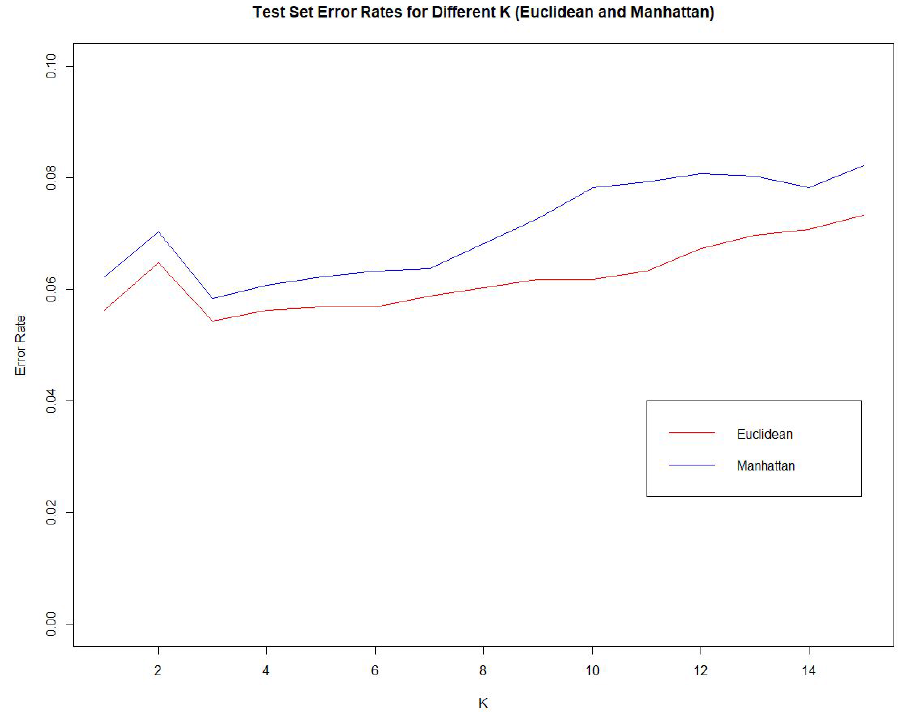 Test Set Error Rates for Different K (Euclidean and Manhattan)
0.10
0.08
0.06
0.04
0.02
0.00
Error Rate
Euclidean
Manhattan
2 4 6 8 10 12 14
K